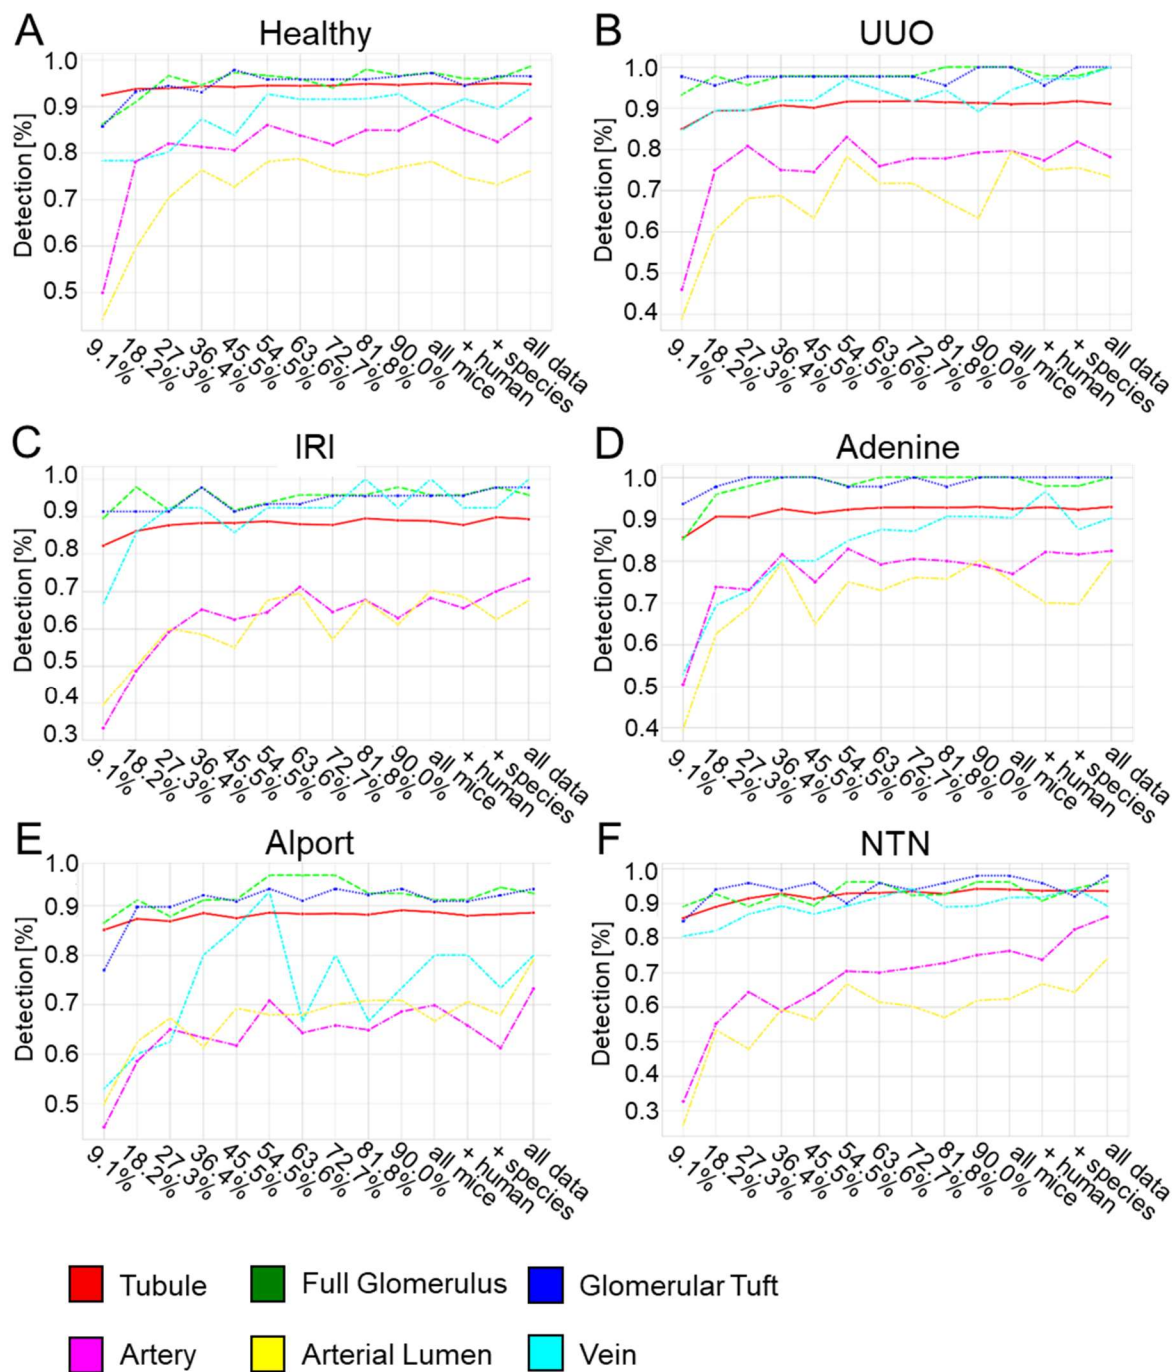 A Healthy
Detection [%]
1.0
0.9
0.8
0.7
0.6
0.5
9.1% 18.2% 27.3% 36.4% 45.5% 54.5% 63.6% 72.7% 81.8% 90.0% all mice + human + species all data
B UUO
Detection [%]
1.0
0.9
0.8
0.7
0.6
0.5
0.4
9.1% 18.2% 27.3% 36.4% 45.5% 54.5% 63.6% 72.7% 81.8% 90.0% all mice + human + species all data
C IRI
Detection [%]
1.0
0.9
0.8
0.7
0.6
0.5
0.4
0.3
9.1% 18.2% 27.3% 36.4% 45.5% 54.5% 63.6% 72.7% 81.8% 90.0% all mice + human + species all data
D Adenine
Detection [%]
1.0
0.9
0.8
0.7
0.6
0.5
0.4
9.1% 18.2% 27.3% 36.4% 45.5% 54.5% 63.6% 72.7% 81.8% 90.0% all mice + human + species all data
E Alport
Detection [%]
1.0
0.9
0.8
0.7
0.6
0.5
9.1% 18.2% 27.3% 36.4% 45.5% 54.5% 63.6% 72.7% 81.8% 90.0% all mice + human + species all data
F NTN
Detection [%]
1.0
0.9
0.8
0.7
0.6
0.5
0.4
0.3
9.1% 18.2% 27.3% 36.4% 45.5% 54.5% 63.6% 72.7% 81.8% 90.0% all mice + human + species all data
Tubule Full Glomerulus Glomerular Tuft
Artery Arterial Lumen Vein